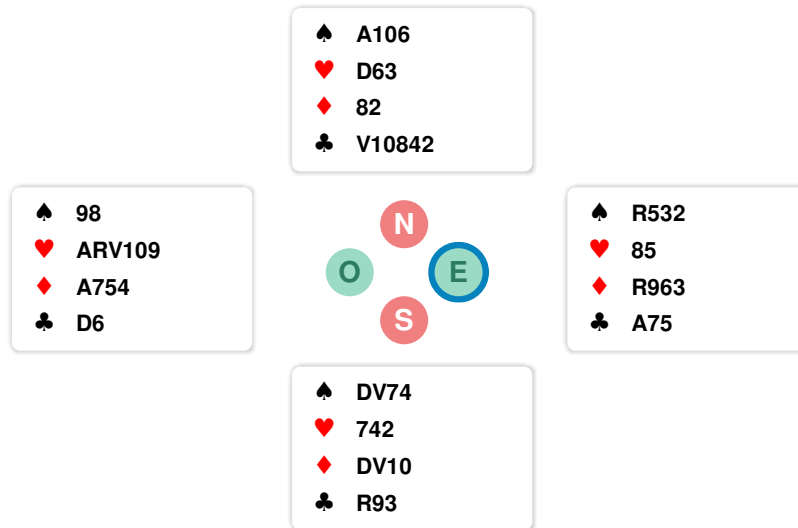 ♠ A106
♥ D63
♦ 82
♣ V10842
♠ 98
♥ ARV109
♦ A754
♣ D6
N
O E
S
♠ R532
♥ 85
♦ R963
♣ A75
♠ DV74
♥ 742
♦ DV10
♣ R93